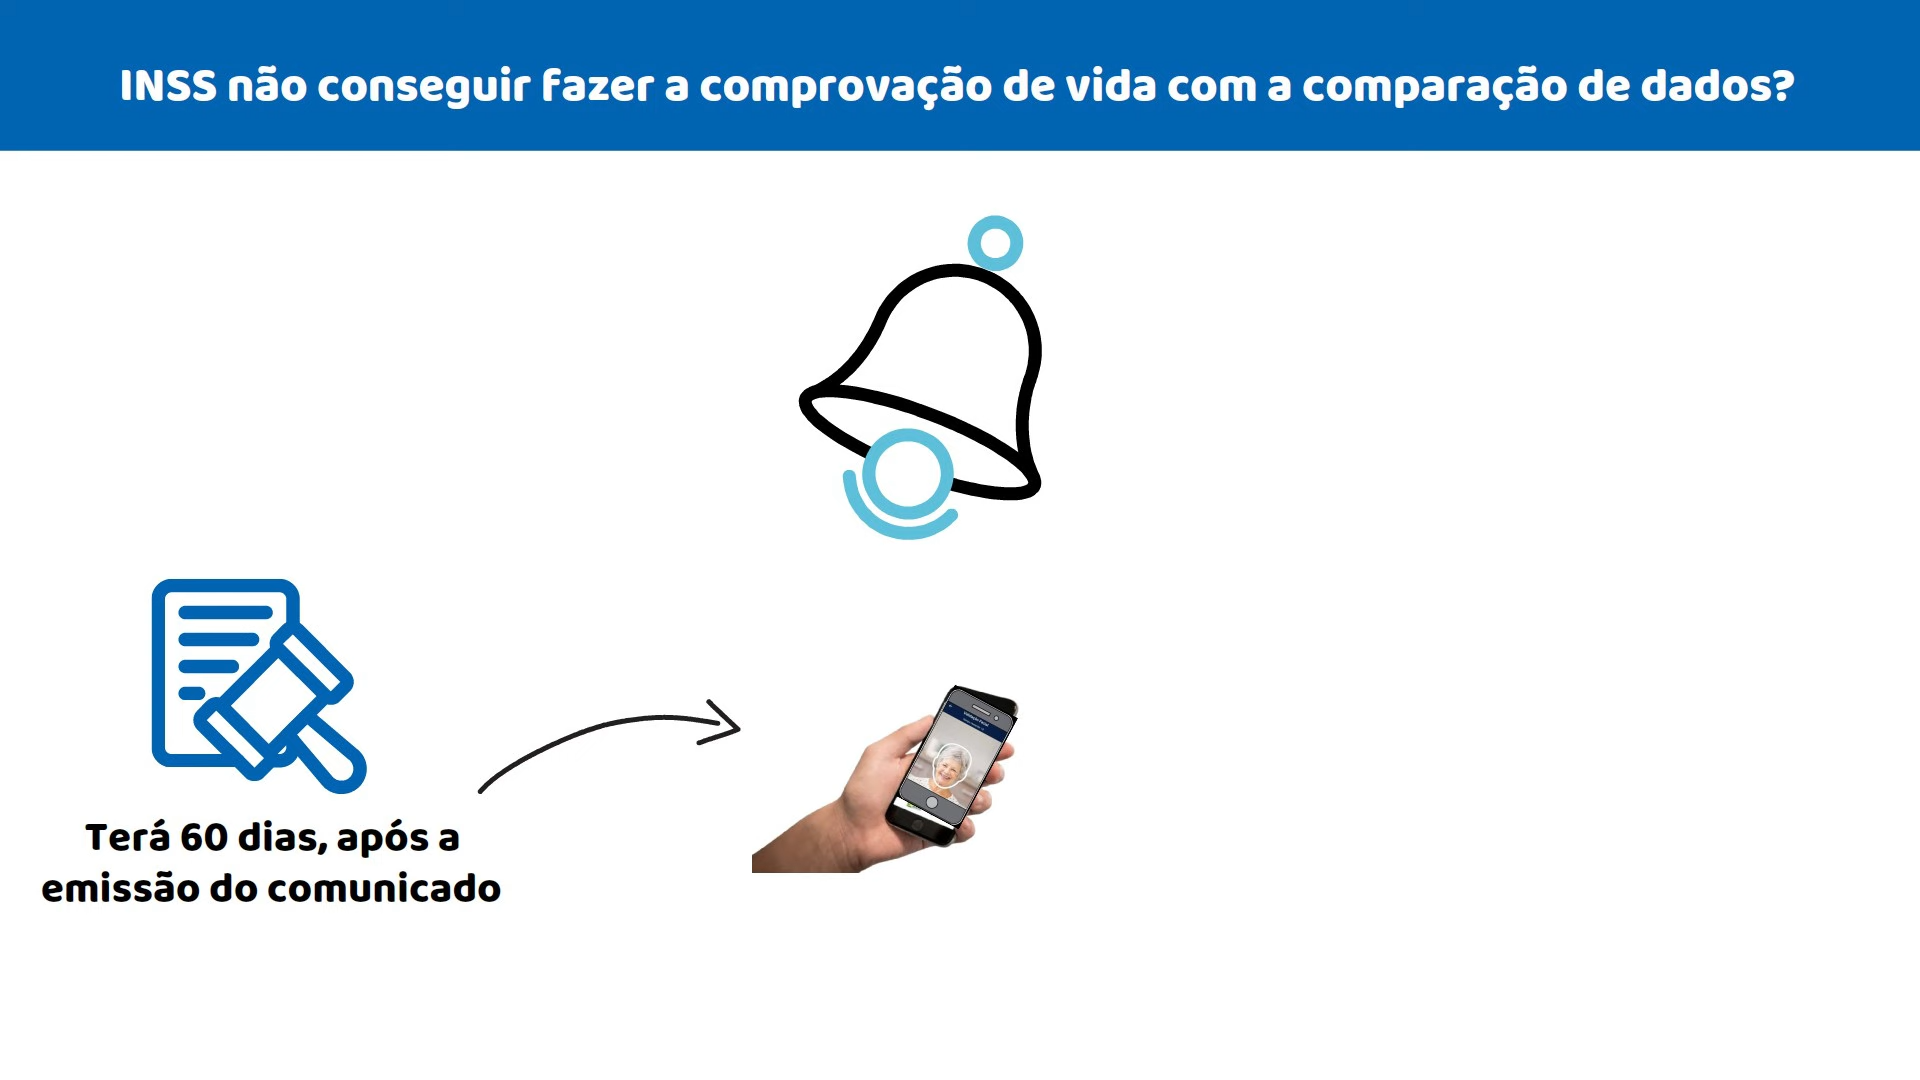 INSS não conseguir fazer a comprovação de vida com a comparação de dados?
Terá 60 dias, após a
emissão do comunicado